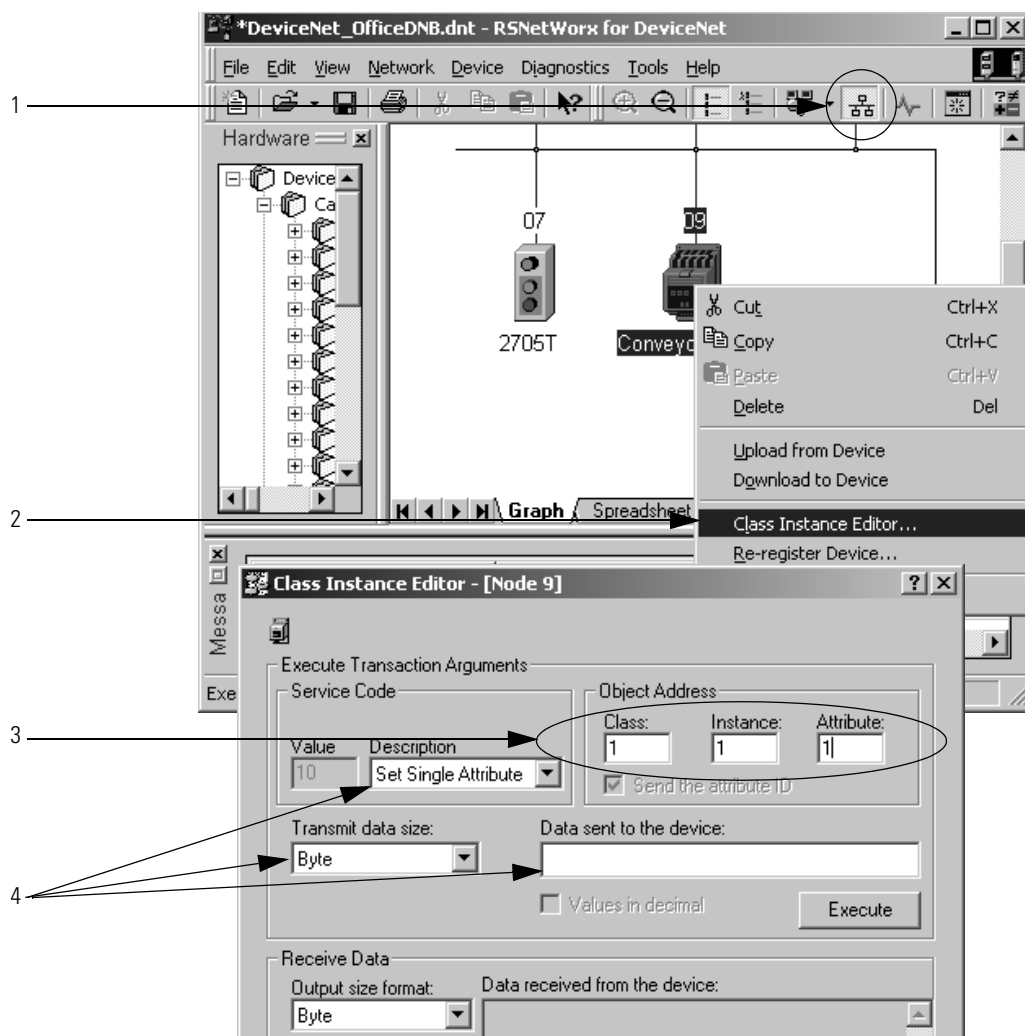 *DeviceNet_OfficeDNB.dnt - RSNetWorx for DeviceNet
File Edit View Network Device Diagnostics Tools Help
1
Hardware
Device
Ca
07
09
2705T
Conveyo
Cut Ctrl+X
Copy Ctrl+C
Paste Ctrl+V
Delete Del
Upload from Device
Download to Device
Graph Spreadsheet
2
Class Instance Editor...
Re-register Device...
Messa
Class Instance Editor - [Node 9]
Exe
Execute Transaction Arguments
Service Code
Object Address
3
Value Description
10 Set Single Attribute
Class: Instance: Attribute:
1 1 1
Send the attribute ID
Transmit data size: Data sent to the device:
Byte
4
Values in decimal Execute
Receive Data
Output size format: Data received from the device:
Byte